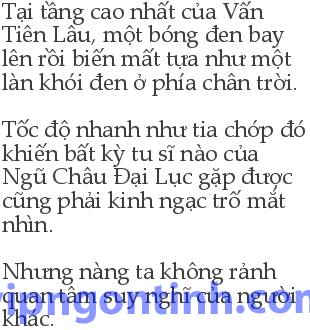 Tại tầng cao nhất của Vấn
Tiên Lâu, một bóng đen bay
lên rồi biến mất tựa như một
làn khói đen ở phía chân trời.
Tốc độ nhanh như tia chớp đó
khiến bất kỳ tu sĩ nào của
Ngũ Châu Đại Lục gặp được
cũng phải kinh ngạc trố mắt
nhìn.
Nhưng nàng ta không rảnh
quan tâm suy nghĩ của người
khác.
vipngontinh.com